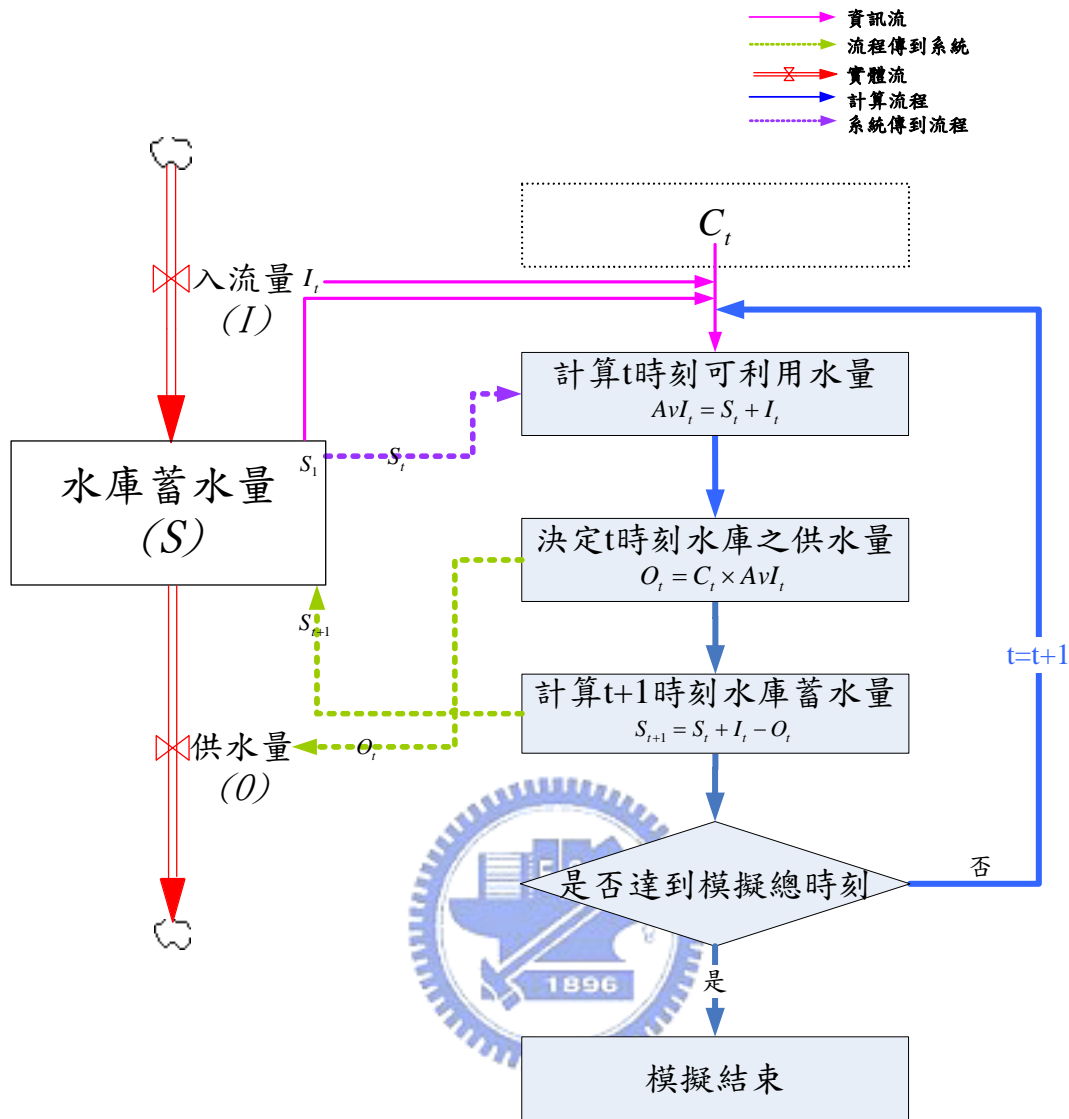 資訊流
流程傳到系統
實體流
計算流程
系統傳到流程
C_t
入流量 I_t
(I)
計算t時刻可利用水量
AvI_t = S_t + I_t
S_1
S_t
水庫蓄水量
(S)
決定t時刻水庫之供水量
O_t = C_t × AvI_t
S_{t+1}
t=t+1
計算t+1時刻水庫蓄水量
S_{t+1} = S_t + I_t − O_t
供水量
O_t
(O)
是否達到模擬總時刻
否
1896
是
模擬結束